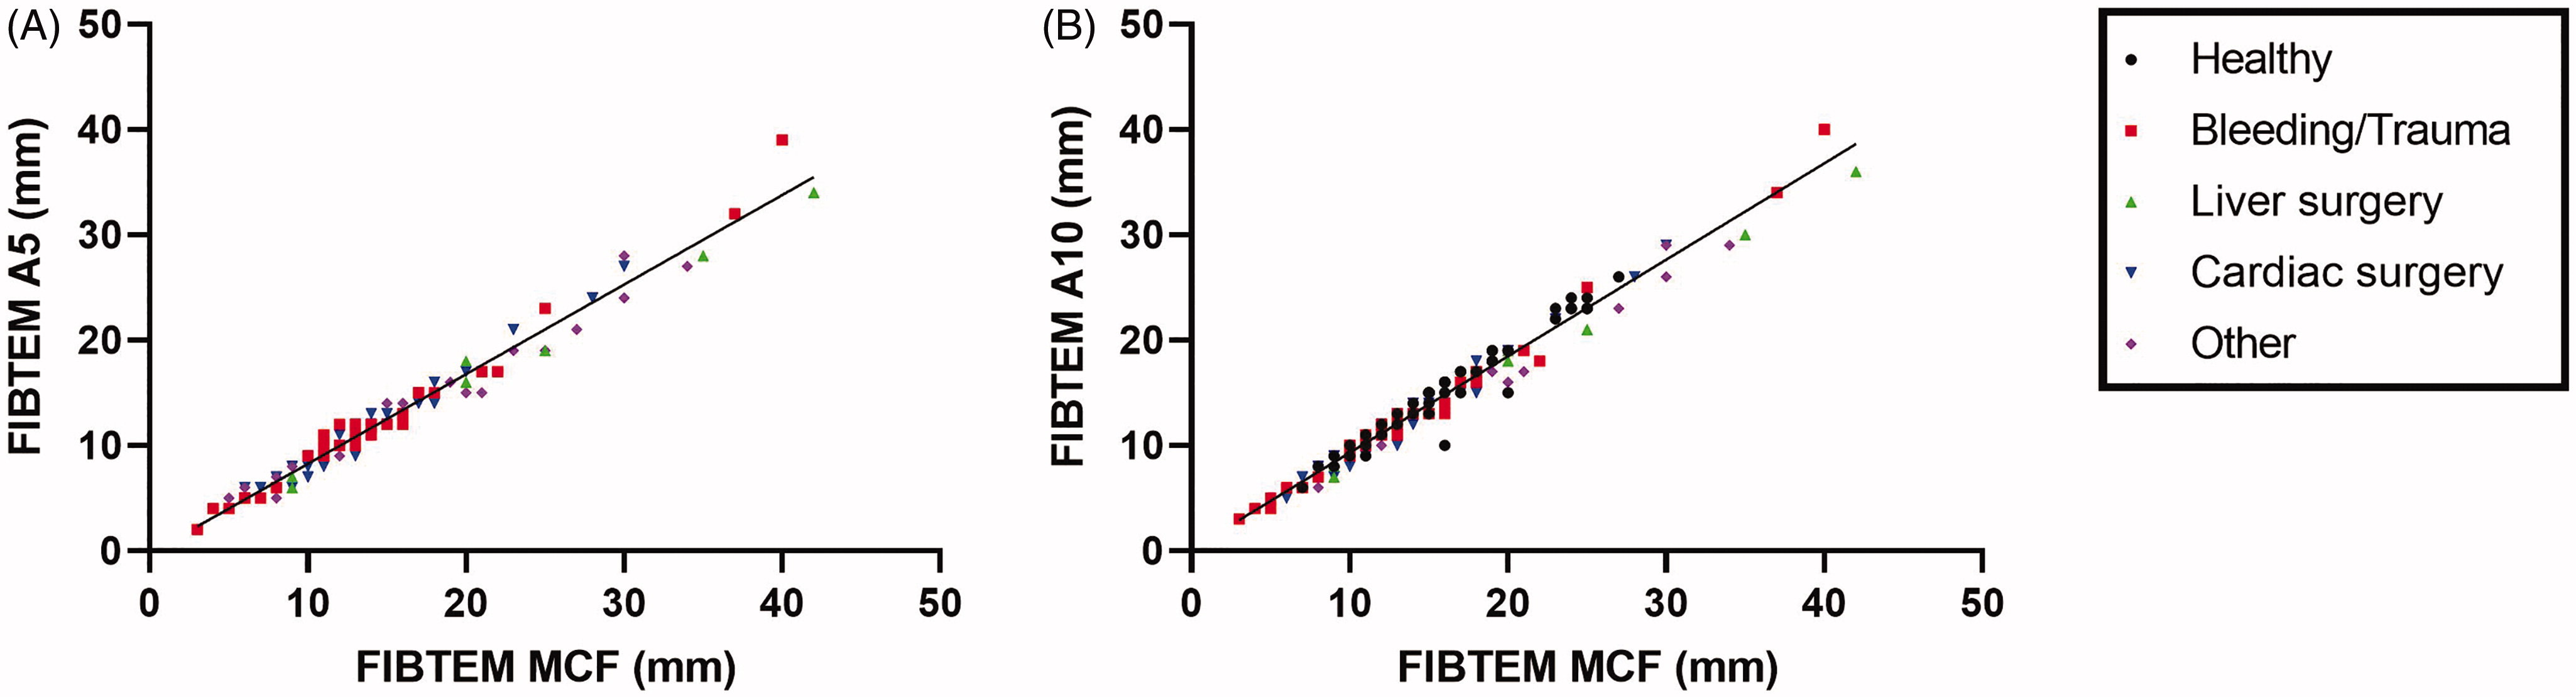 (A)
FIBTEM A5 (mm)
50
40
30
20
10
0
0 10 20 30 40 50
FIBTEM MCF (mm)
(B)
FIBTEM A10 (mm)
50
40
30
20
10
0
0 10 20 30 40 50
FIBTEM MCF (mm)
Healthy
Bleeding/Trauma
Liver surgery
Cardiac surgery
Other